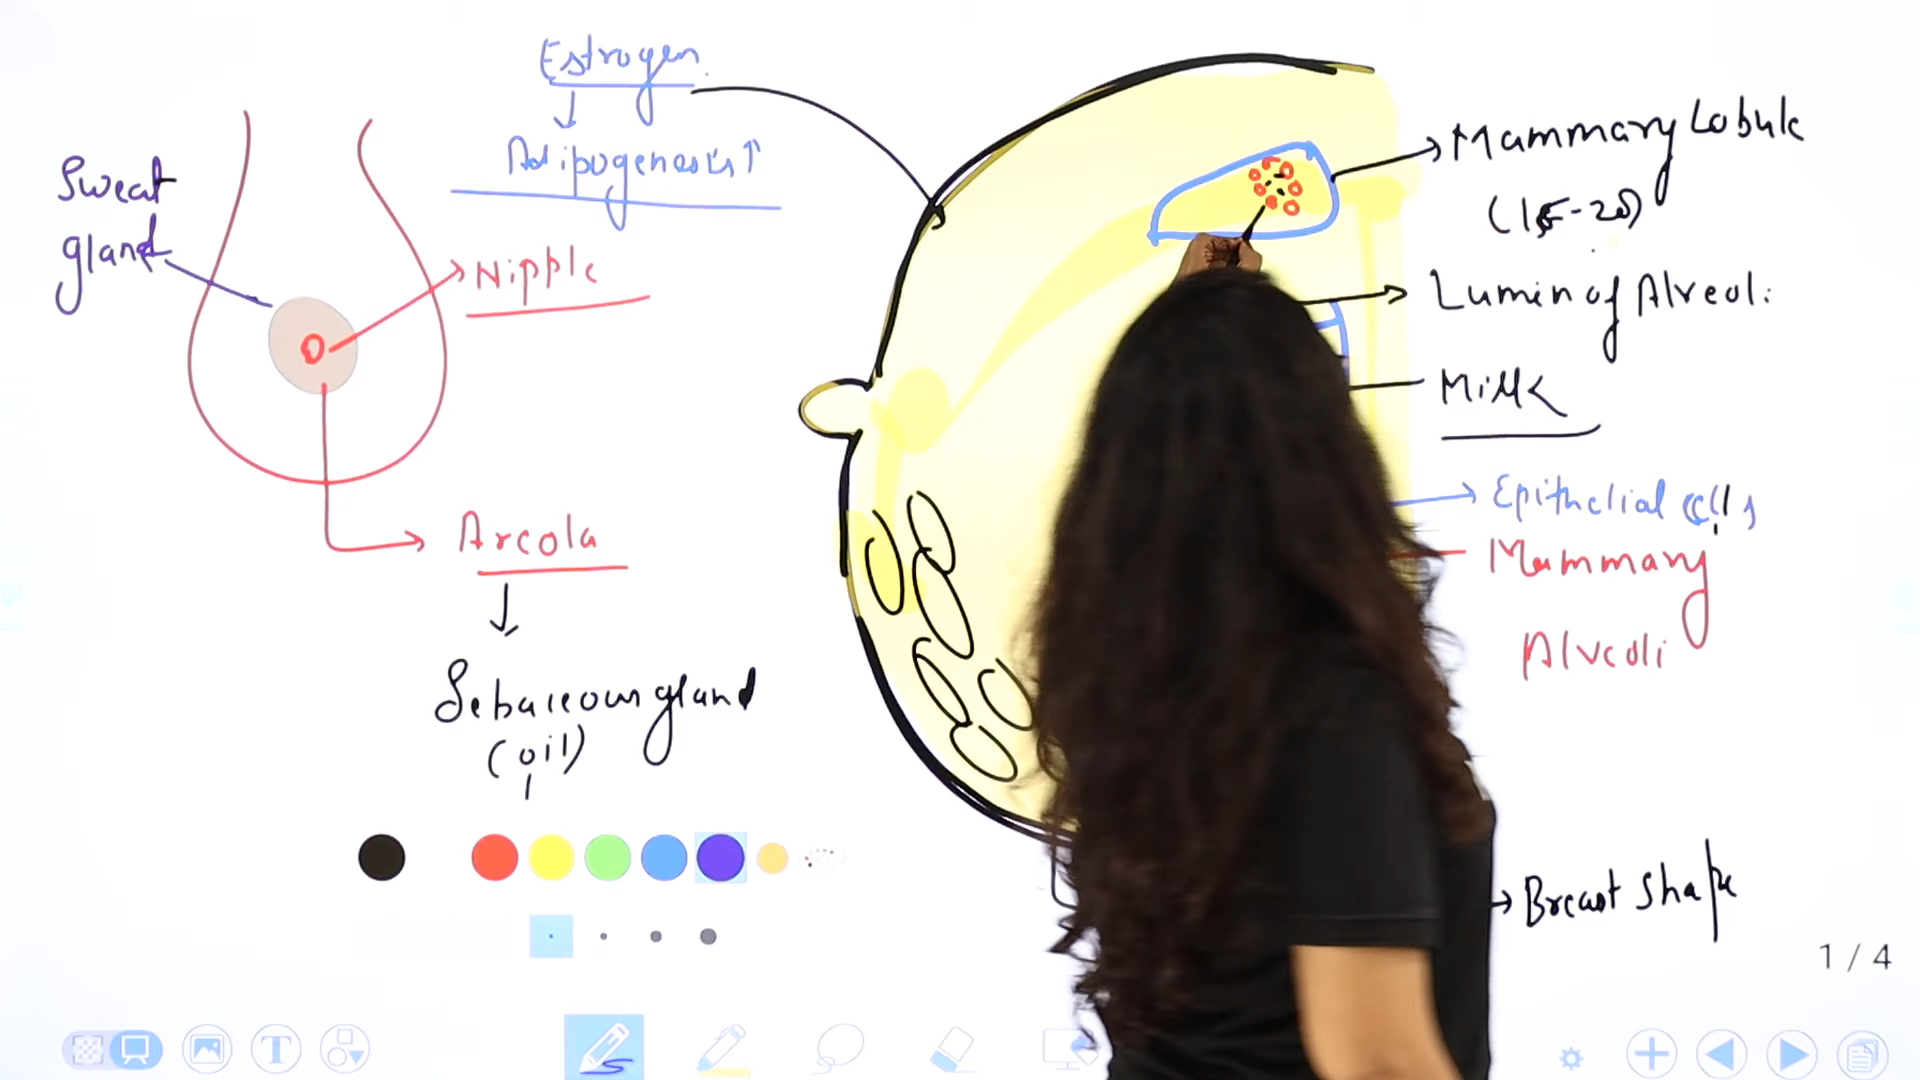 Estrogen
Adipogenesis ↑
Sweat
gland
Nipple
Areola
Sebaceous gland
(oil)
Mammary Lobule
(15-20)
Lumin of Alveoli
Milk
Epithelial cells
Mammary
Alveoli
Breast Shape
1 / 4
T